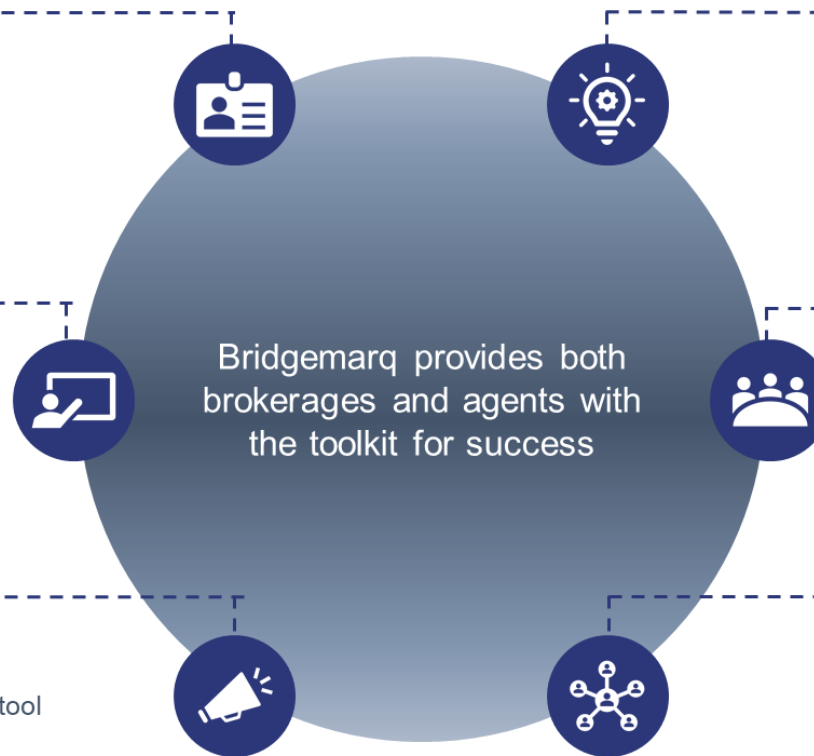 Bridgemarq provides both
brokerages and agents with
the toolkit for success
tool